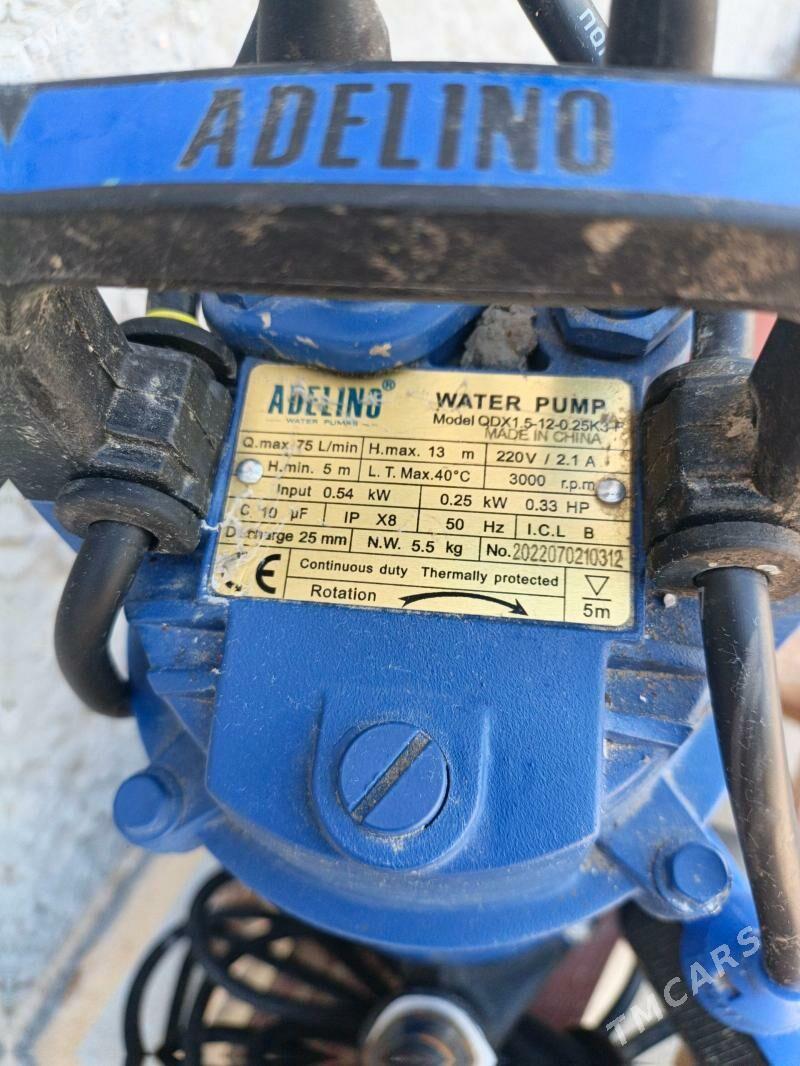 TMCARS
ADELINO
ADELINO®
WATER PUMPS
WATER PUMP
Model QDX1.5-12-0.25K3-F
MADE IN CHINA
Q.max 75 L/min H.max. 13 m 220V / 2.1 A
H.min. 5 m L.T. Max.40°C 3000 r.p.m
Input 0.54 kW 0.25 kW 0.33 HP
C 10 µF IP X8 50 Hz I.C.L B
Discharge 25 mm N.W. 5.5 kg No.2022070210312
CE Continuous duty Thermally protected
Rotation 5m
TMCARS